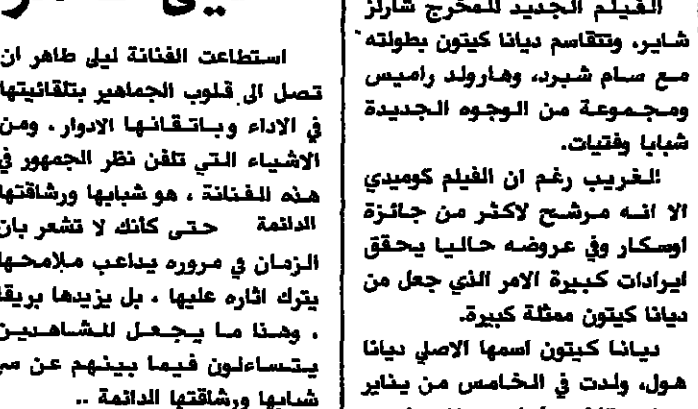 الفيلم الجديد للمخرج شارلز
شاير، وتتقاسم ديانا كيتون بطولته
مع سام شبرد، وهارولد راميس
ومجموعة من الوجوه الجديدة
شبابا وفتيات.
الغريب رغم ان الفيلم كوميدي
الا انه مرشح لاكثر من جائزة
اوسكار وفي عروضه حاليا يحقق
ايرادات كبيرة الامر الذي جعل من
ديانا كيتون ممثلة كبيرة.
ديانا كيتون اسمها الاصلي ديانا
هول، ولدت في الخامس من يناير
استطاعت الفنانة ليلى طاهر ان
تصل الى قلوب الجماهير بتلقائيتها
في الاداء وباتقانها الادوار . ومن
الاشياء التي تلفن نظر الجمهور في
هذه الفنانة ، هو شبابها ورشاقتها
الدائمة حتى كأنك لا تشعر بان
الزمان في مروره يداعب ملامحها
يترك اثاره عليها ، بل يزيدها بريقا
. وهذا ما يجعل للشاهدين
يتساءلون فيما بينهم عن سر
شبابها ورشاقتها الدائمة ..